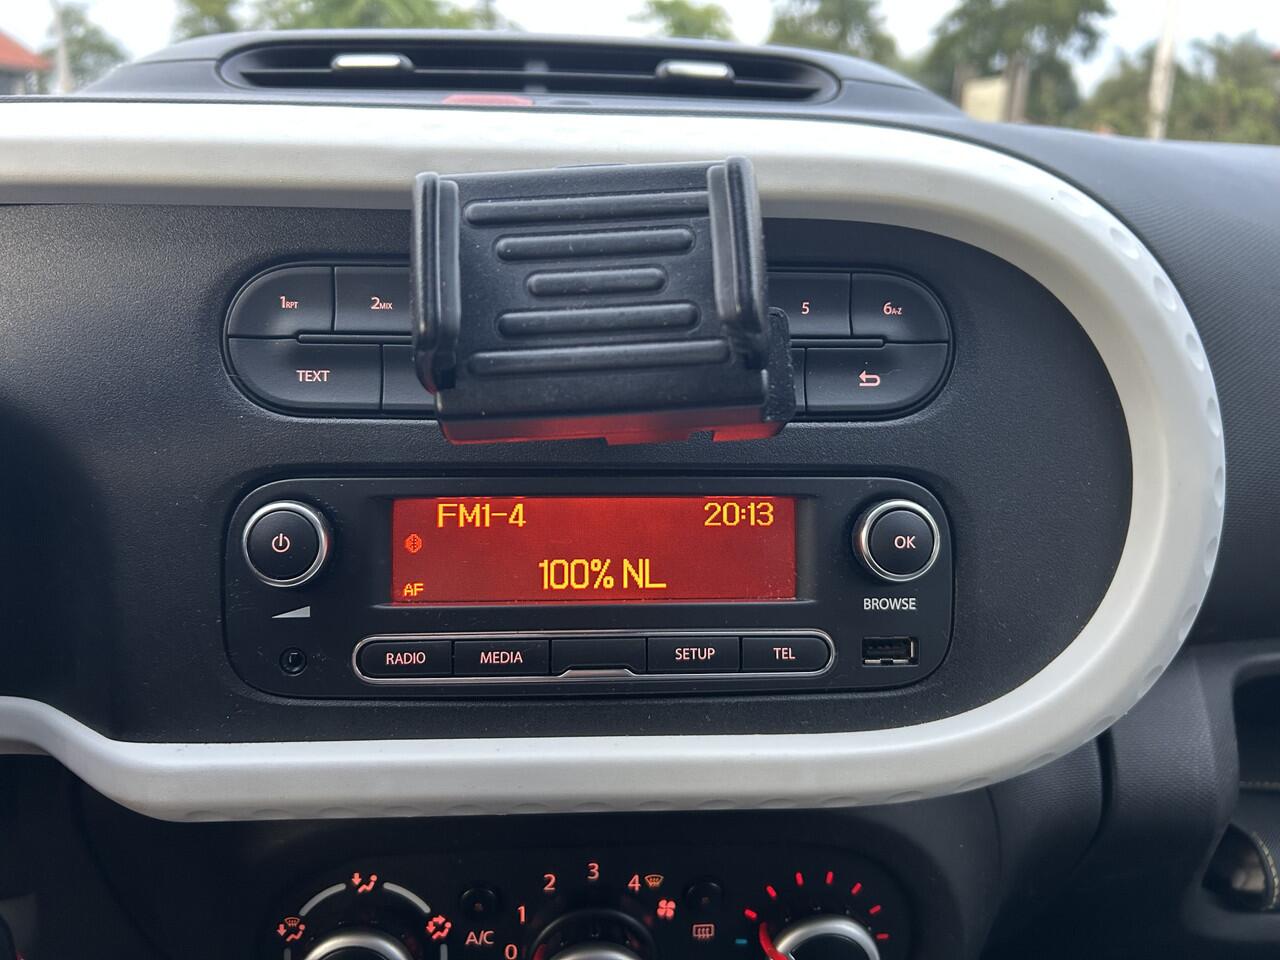 1RPT 2MIX 5 6A-Z
TEXT
FM1-4 20:13
AF 100% NL
OK
BROWSE
RADIO MEDIA SETUP TEL
0 1 2 3 4
A/C